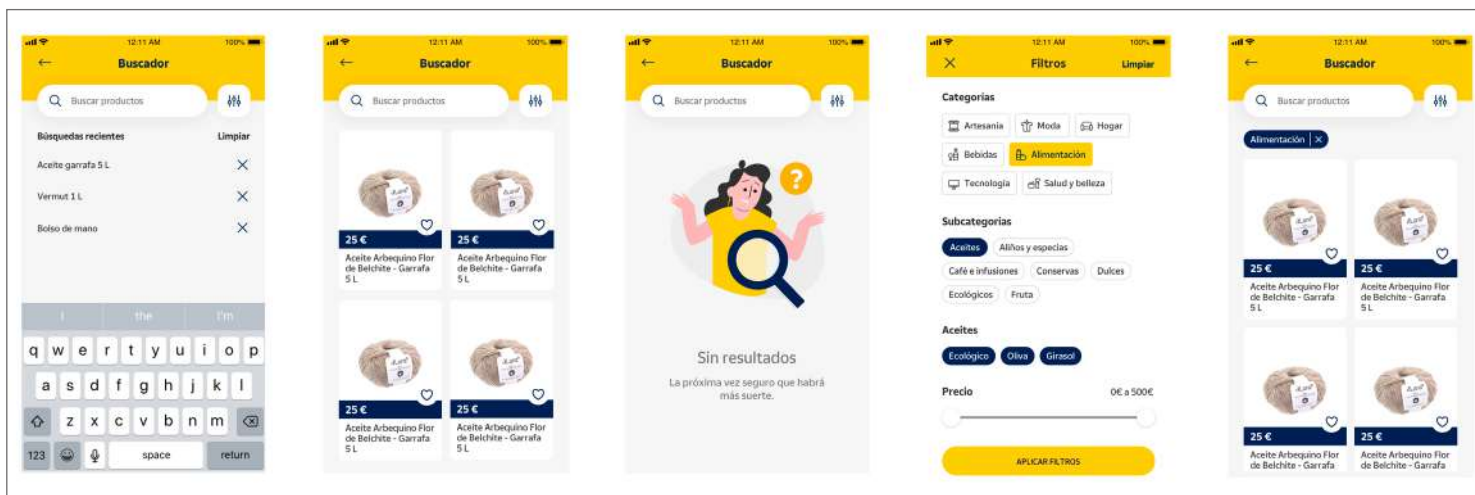 12:11 AM 100%
Buscador
Buscar productos
Búsquedas recientes Limpiar
Aceite garrafa 5 L
Vermut 1 L
Bolso de mano
I the I'm
q w e r t y u i o p
a s d f g h j k l
z x c v b n m
123 space return
12:11 AM 100%
Buscador
Buscar productos
25 € 25 €
Aceite Arbequino Flor Aceite Arbequino Flor
de Belchite - Garrafa de Belchite - Garrafa
5 L 5 L
25 € 25 €
Aceite Arbequino Flor Aceite Arbequino Flor
de Belchite - Garrafa de Belchite - Garrafa
5 L 5 L
12:11 AM 100%
Buscador
Buscar productos
?
Sin resultados
La próxima vez seguro que habrá
más suerte.
12:11 AM 100%
Filtros Limpiar
Categorías
Artesanía Moda Hogar
Bebidas Alimentación
Tecnología Salud y belleza
Subcategorías
Aceites Aliños y especias
Café e infusiones Conservas Dulces
Ecológicos Fruta
Aceites
Ecológico Oliva Girasol
Precio 0€ a 500€
APLICAR FILTROS
12:11 AM 100%
Buscador
Buscar productos
Alimentación
25 € 25 €
Aceite Arbequino Flor Aceite Arbequino Flor
de Belchite - Garrafa de Belchite - Garrafa
5 L 5 L
25 € 25 €
Aceite Arbequino Flor Aceite Arbequino Flor
de Belchite - Garrafa de Belchite - Garrafa